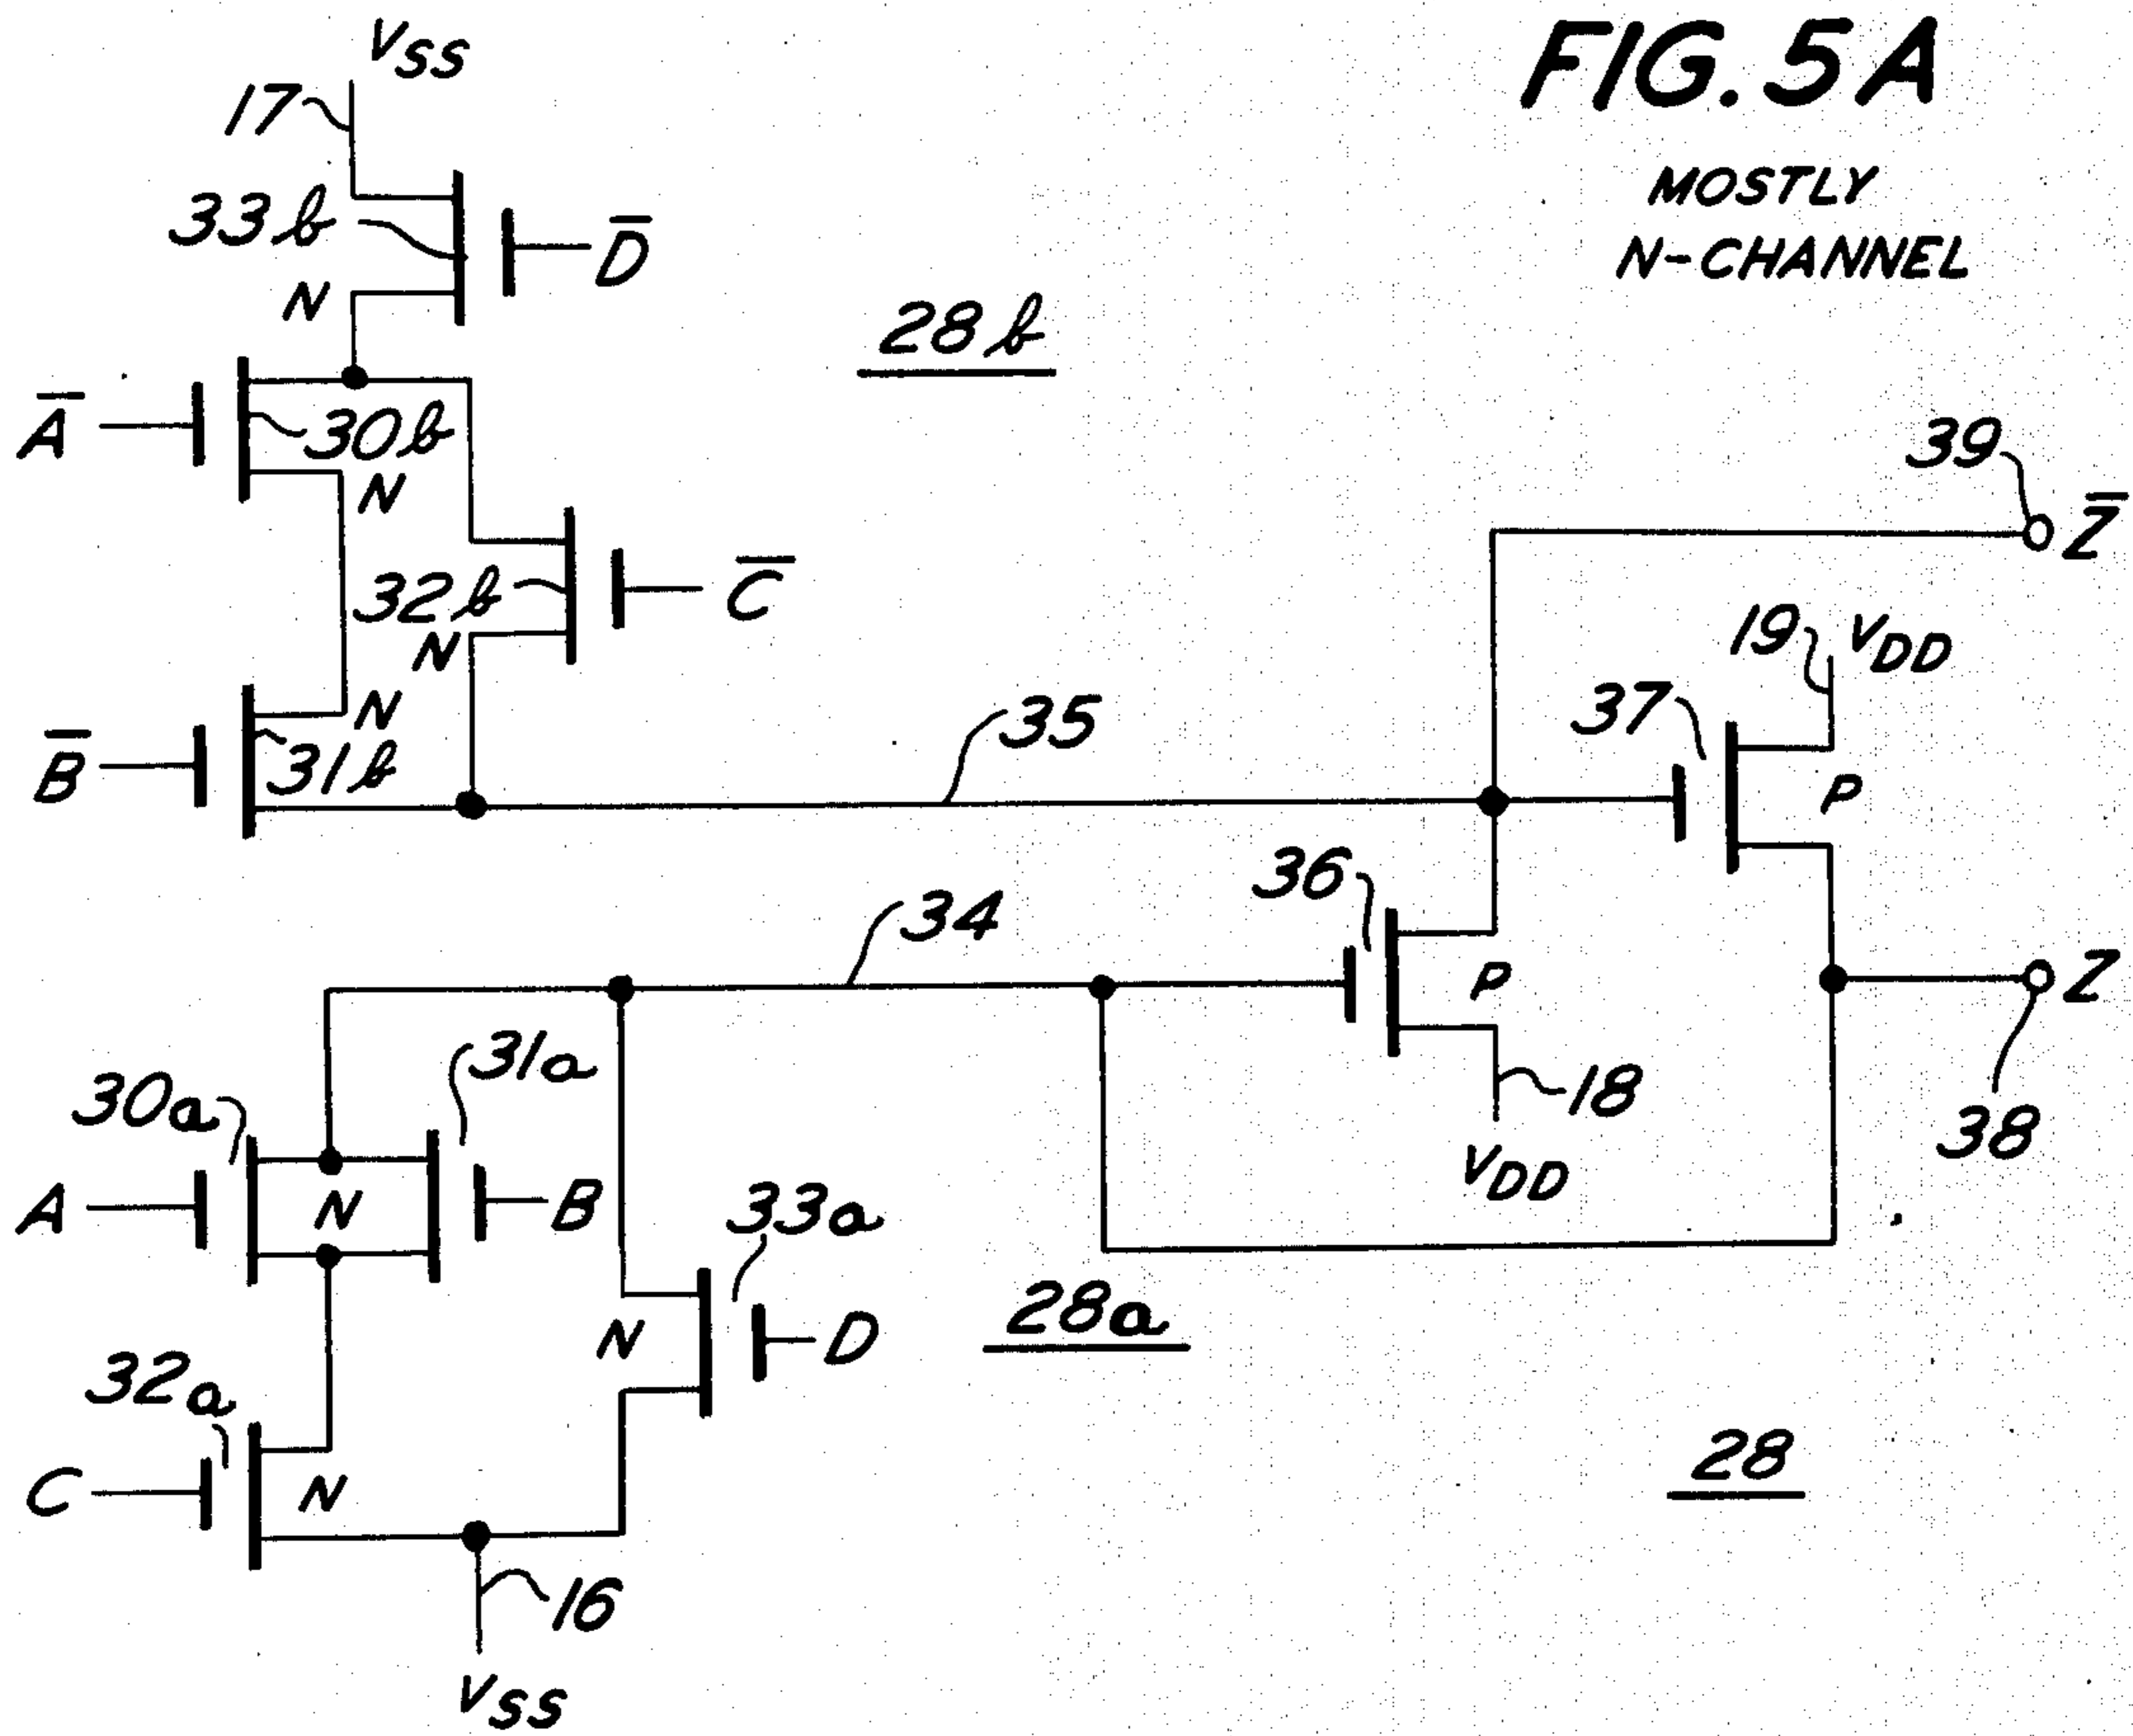 FIG. 5A
MOSTLY
N-CHANNEL
VSS
17
33b
D̅
N
28b
A̅
30b
N
39
Z̅
32b
C̅
N
19
VDD
37
N
B̅
31b
35
P
36
34
P
Z
31a
30a
18
38
A
N
B
VDD
33a
N
D
28a
32a
28
C
N
16
VSS